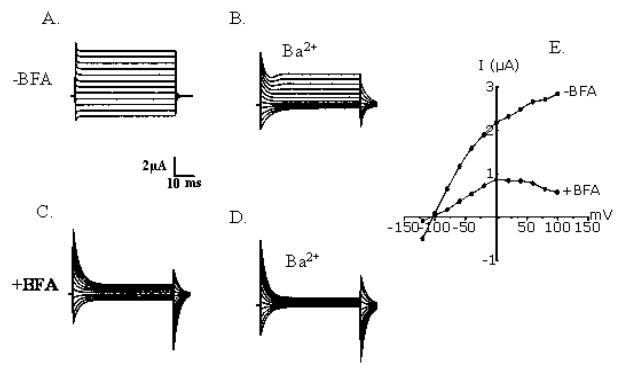 A.
B.
E.
-BFA
Ba2+
I (µA)
3
-BFA
2
1
+BFA
-150 -100 -50 0 50 100 150
mV
-1
2µA
10 ms
C.
D.
+BFA
Ba2+